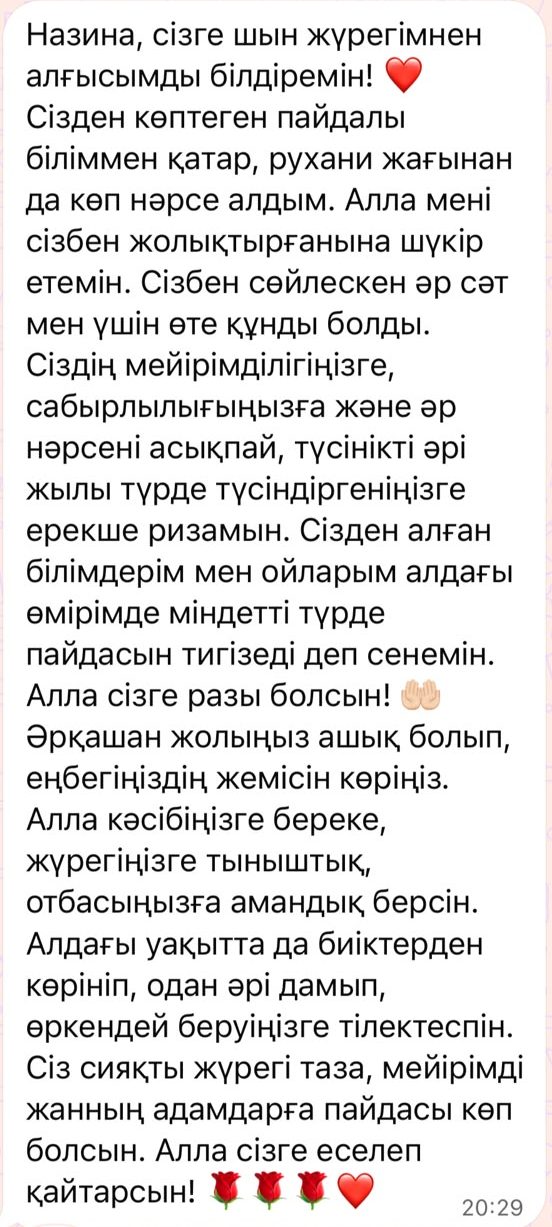 Назина, сізге шын жүрегімнен
алғысымды білдіремін! ❤️
Сізден көптеген пайдалы
біліммен қатар, рухани жағынан
да көп нәрсе алдым. Алла мені
сізбен жолықтырғанына шүкір
етемін. Сізбен сөйлескен әр сәт
мен үшін өте құнды болды.
Сіздің мейірімділігіңізге,
сабырлылығыңызға және әр
нәрсені асықпай, түсінікті әрі
жылы түрде түсіндіргеніңізге
ерекше ризамын. Сізден алған
білімдерім мен ойларым алдағы
өмірімде міндетті түрде
пайдасын тигізеді деп сенемін.
Алла сізге разы болсын! 🤲🏻
Әрқашан жолыңыз ашық болып,
еңбегіңіздің жемісін көріңіз.
Алла кәсібіңізге береке,
жүрегіңізге тыныштық,
отбасыңызға амандық берсін.
Алдағы уақытта да биіктерден
көрініп, одан әрі дамып,
өркендей беруіңізге тілектеспін.
Сіз сияқты жүрегі таза, мейірімді
жанның адамдарға пайдасы көп
болсын. Алла сізге еселеп
қайтарсын! 🌹🌹🌹❤️
20:29